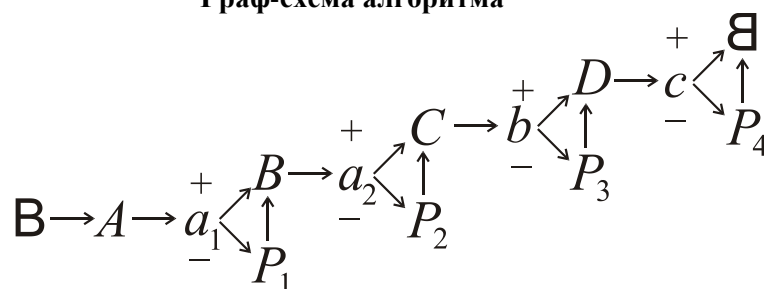 Граф-схема алгоритма
+ B
+ D → c
+ C → b − P4
+ B → a2 − P3
B → A → a1 − P2
− P1